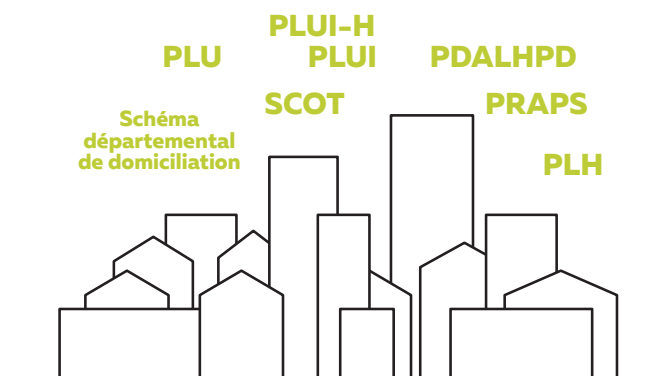 PLUI-H
PLU
PLUI
PDALHPD
SCOT
PRAPS
Schéma
départemental
de domiciliation
PLH